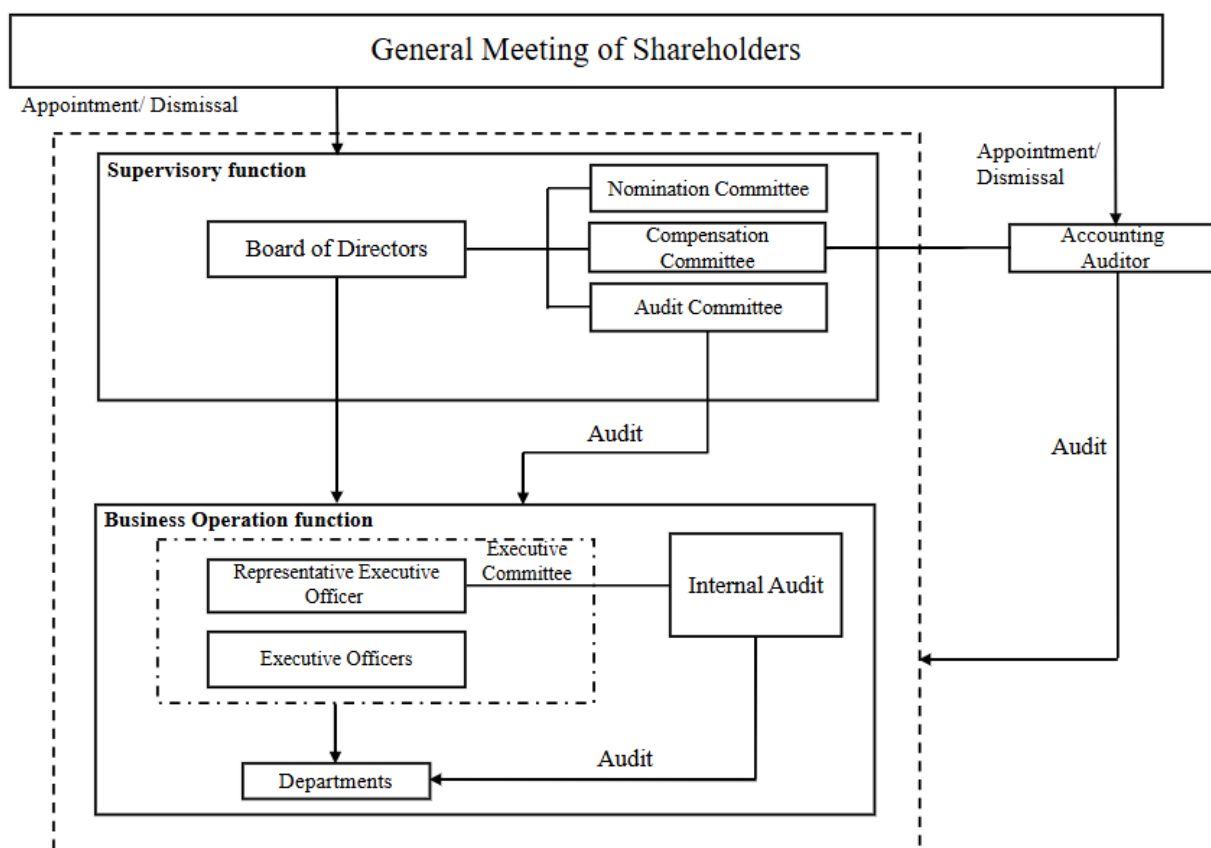 General Meeting of Shareholders
Appointment/ Dismissal
Supervisory function
Nomination Committee
Appointment/
Dismissal
Board of Directors
Compensation
Committee
Accounting
Auditor
Audit Committee
Audit
Audit
Business Operation function
Executive
Committee
Representative Executive
Officer
Internal Audit
Executive Officers
Audit
Departments